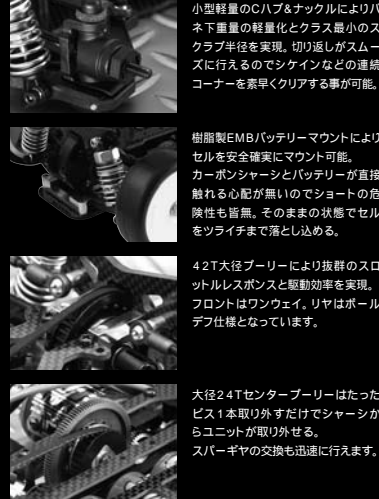 小型軽量のCハブ&ナックルによりバ
ネ下重量の軽量化とクラス最小のス
クラブ半径を実現。切り返しがスムー
ズに行えるのでシケインなどの連続
コーナーを素早くクリアする事が可能。
樹脂製EMBバッテリーマウントにより
セルを安全確実にマウント可能。
カーボンシャーシとバッテリーが直接
触れる心配が無いのでショートの危
険性も皆無。そのままの状態でセル
をツライチまで落とし込める。
42T大径プーリーにより抜群のスロ
ットルレスポンスと駆動効率を実現。
フロントはワンウェイ。リヤはボール
デフ仕様となっています。
大径24Tセンタープーリーはたった
ビス1本取り外すだけでシャーシか
らユニットが取り外せる。
スパーギヤの交換も迅速に行えます。